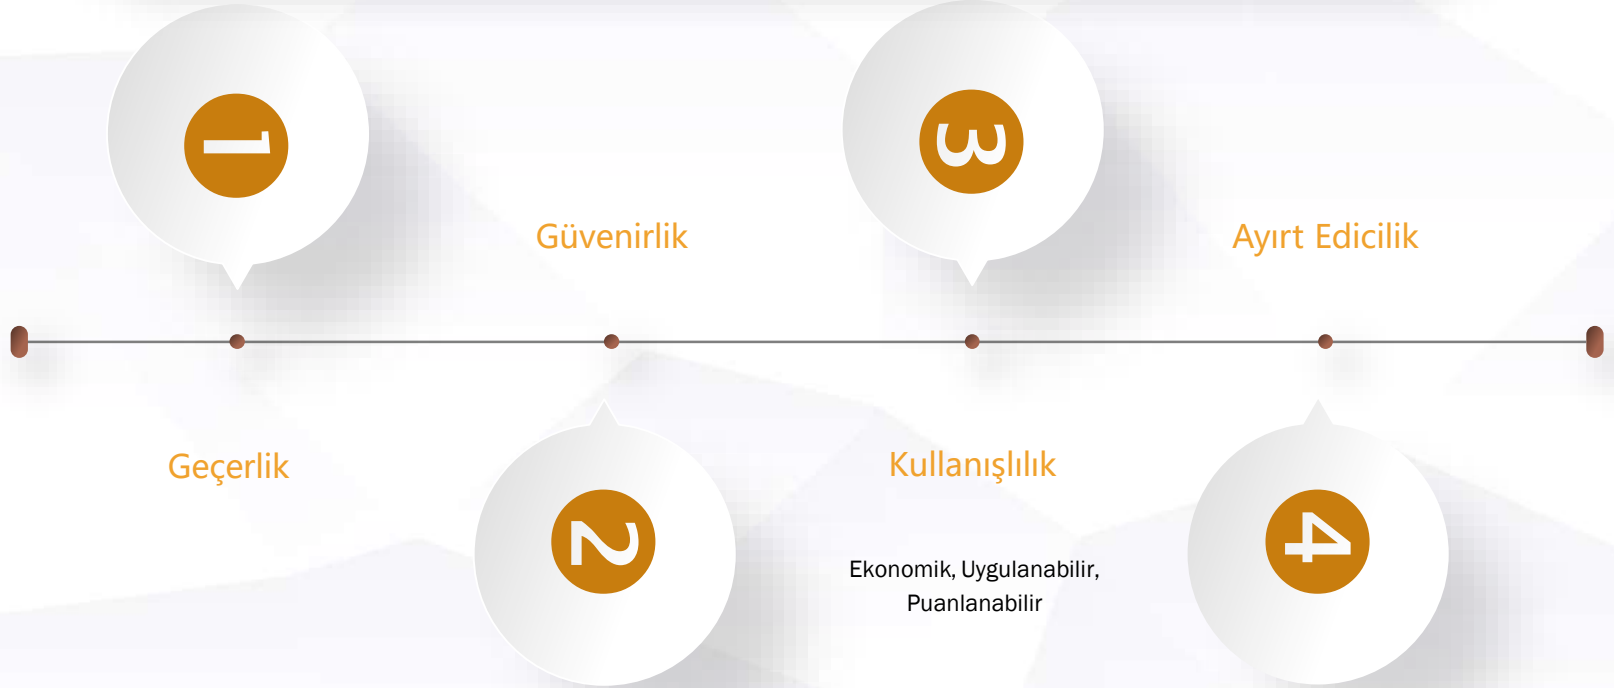 1
Geçerlik
2
Güvenirlik
3
Kullanışlılık
Ekonomik, Uygulanabilir,
Puanlanabilir
4
Ayırt Edicilik